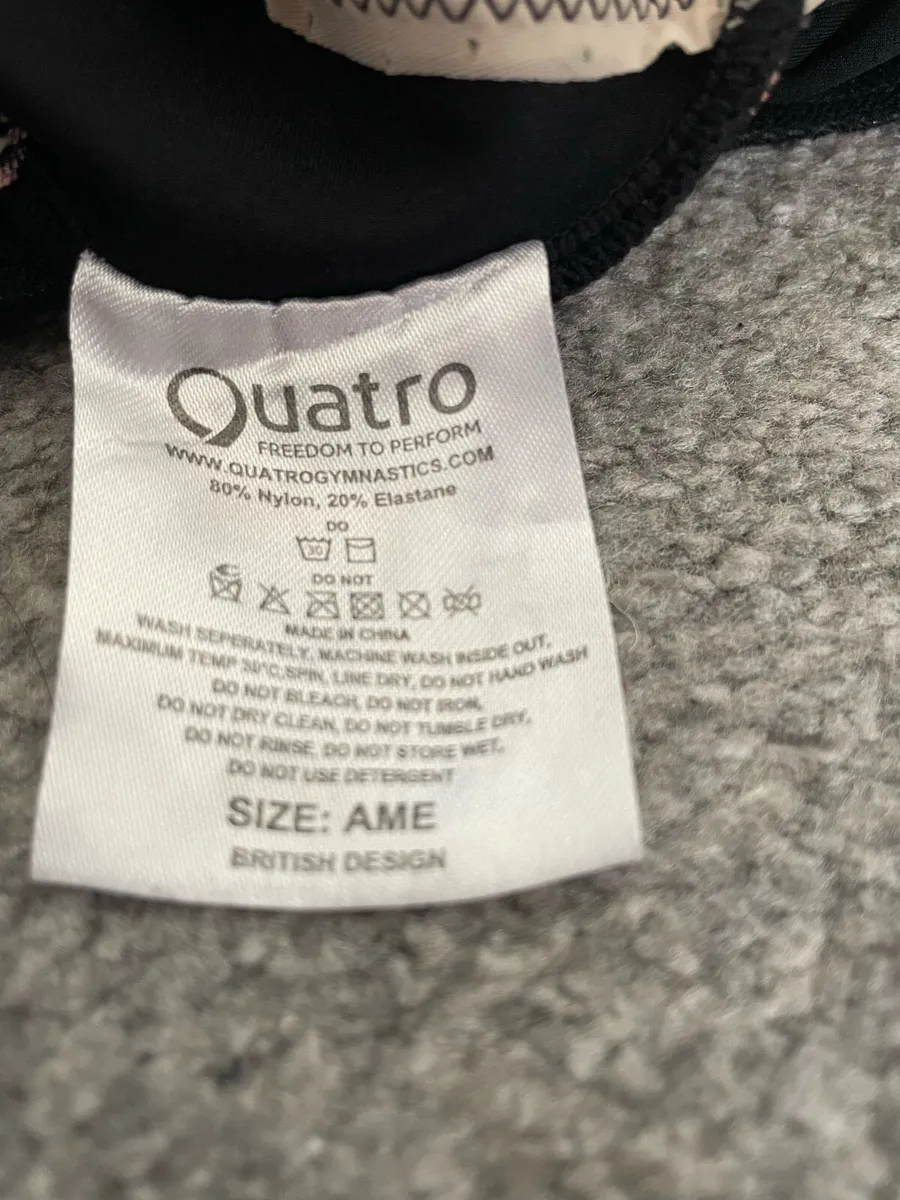 Quatro
FREEDOM TO PERFORM
WWW.QUATROGYMNASTICS.COM
80% Nylon, 20% Elastane
DO
30
DO NOT
MADE IN CHINA
WASH SEPERATELY, MACHINE WASH INSIDE OUT,
MAXIMUM TEMP 30°C, SPIN, LINE DRY, DO NOT HAND WASH
DO NOT BLEACH, DO NOT IRON,
DO NOT DRY CLEAN, DO NOT TUMBLE DRY,
DO NOT RINSE, DO NOT STORE WET,
DO NOT USE DETERGENT
SIZE: AME
BRITISH DESIGN